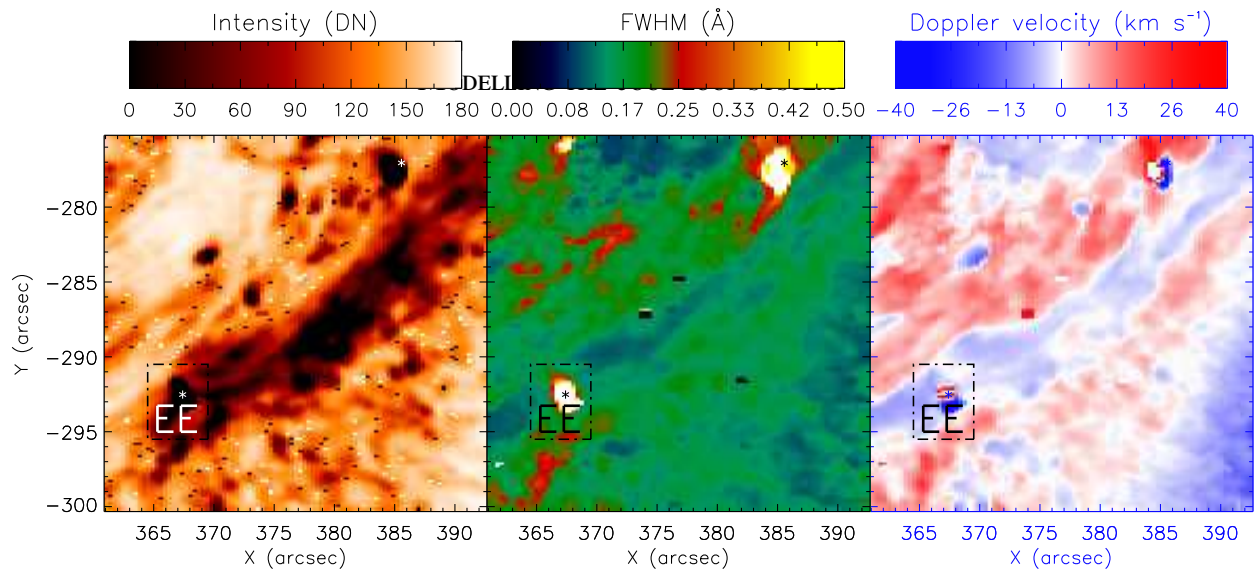 Intensity (DN) FWHM (Å) Doppler velocity (km s⁻¹)
0 30 60 90 120 150 180 0.00 0.08 0.17 0.25 0.33 0.42 0.50 −40 −26 −13 0 13 26 40
−280
−285
−290
−295
−300
Y (arcsec)
* * *
* * *
EE EE EE
365 370 375 380 385 390 365 370 375 380 385 390 365 370 375 380 385 390
X (arcsec) X (arcsec) X (arcsec)